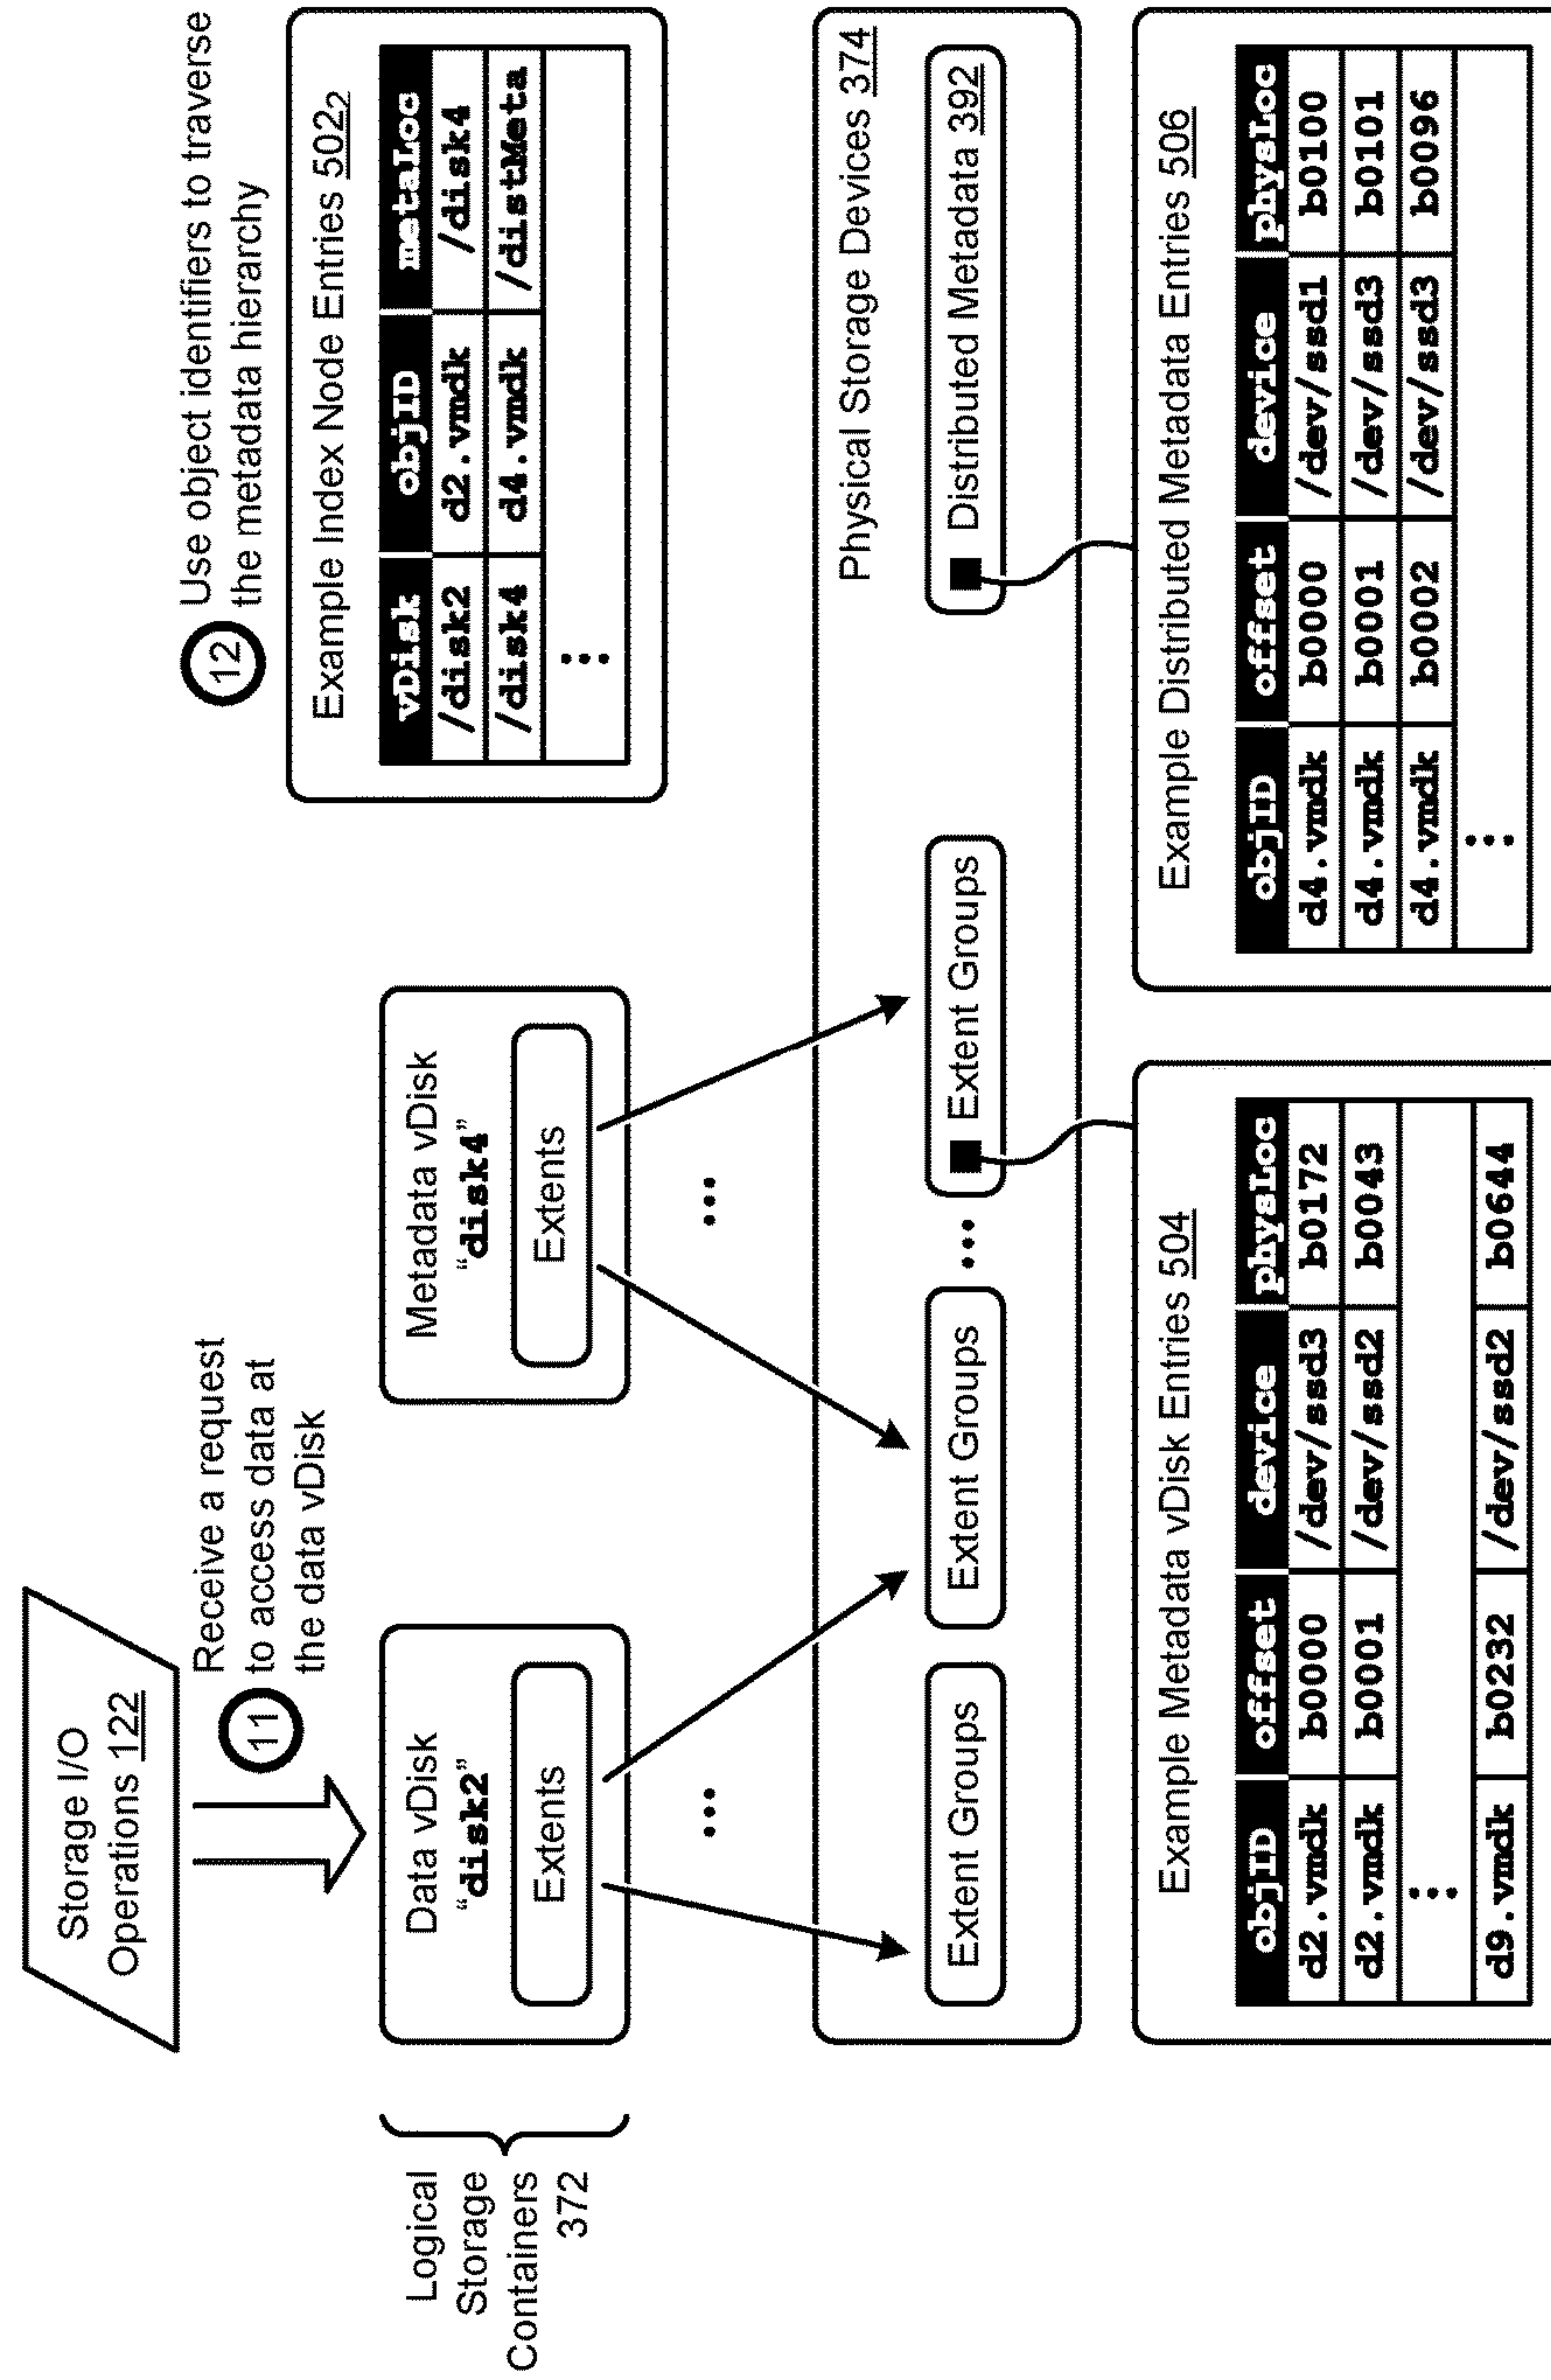 Storage I/O
Operations 122
11
Receive a request
to access data at
the data vDisk
12
Use object identifiers to traverse
the metadata hierarchy
Logical
Storage
Containers
372
Data vDisk
“disk2”
Extents
...
Metadata vDisk
“disk4”
Extents
...
Example Index Node Entries 502₂
vDisk objID metaLoc
/disk2 d2.vmdk /disk4
/disk4 d4.vmdk /distMeta
⋮
Physical Storage Devices 374
Extent Groups
Extent Groups
...
Extent Groups
Distributed Metadata 392
Example Metadata vDisk Entries 504
objID offset device physLoc
d2.vmdk b0000 /dev/ssd3 b0172
d2.vmdk b0001 /dev/ssd2 b0043
⋮
d9.vmdk b0232 /dev/ssd2 b0644
Example Distributed Metadata Entries 506
objID offset device physLoc
d4.vmdk b0000 /dev/ssd1 b0100
d4.vmdk b0001 /dev/ssd3 b0101
d4.vmdk b0002 /dev/ssd3 b0096
⋮